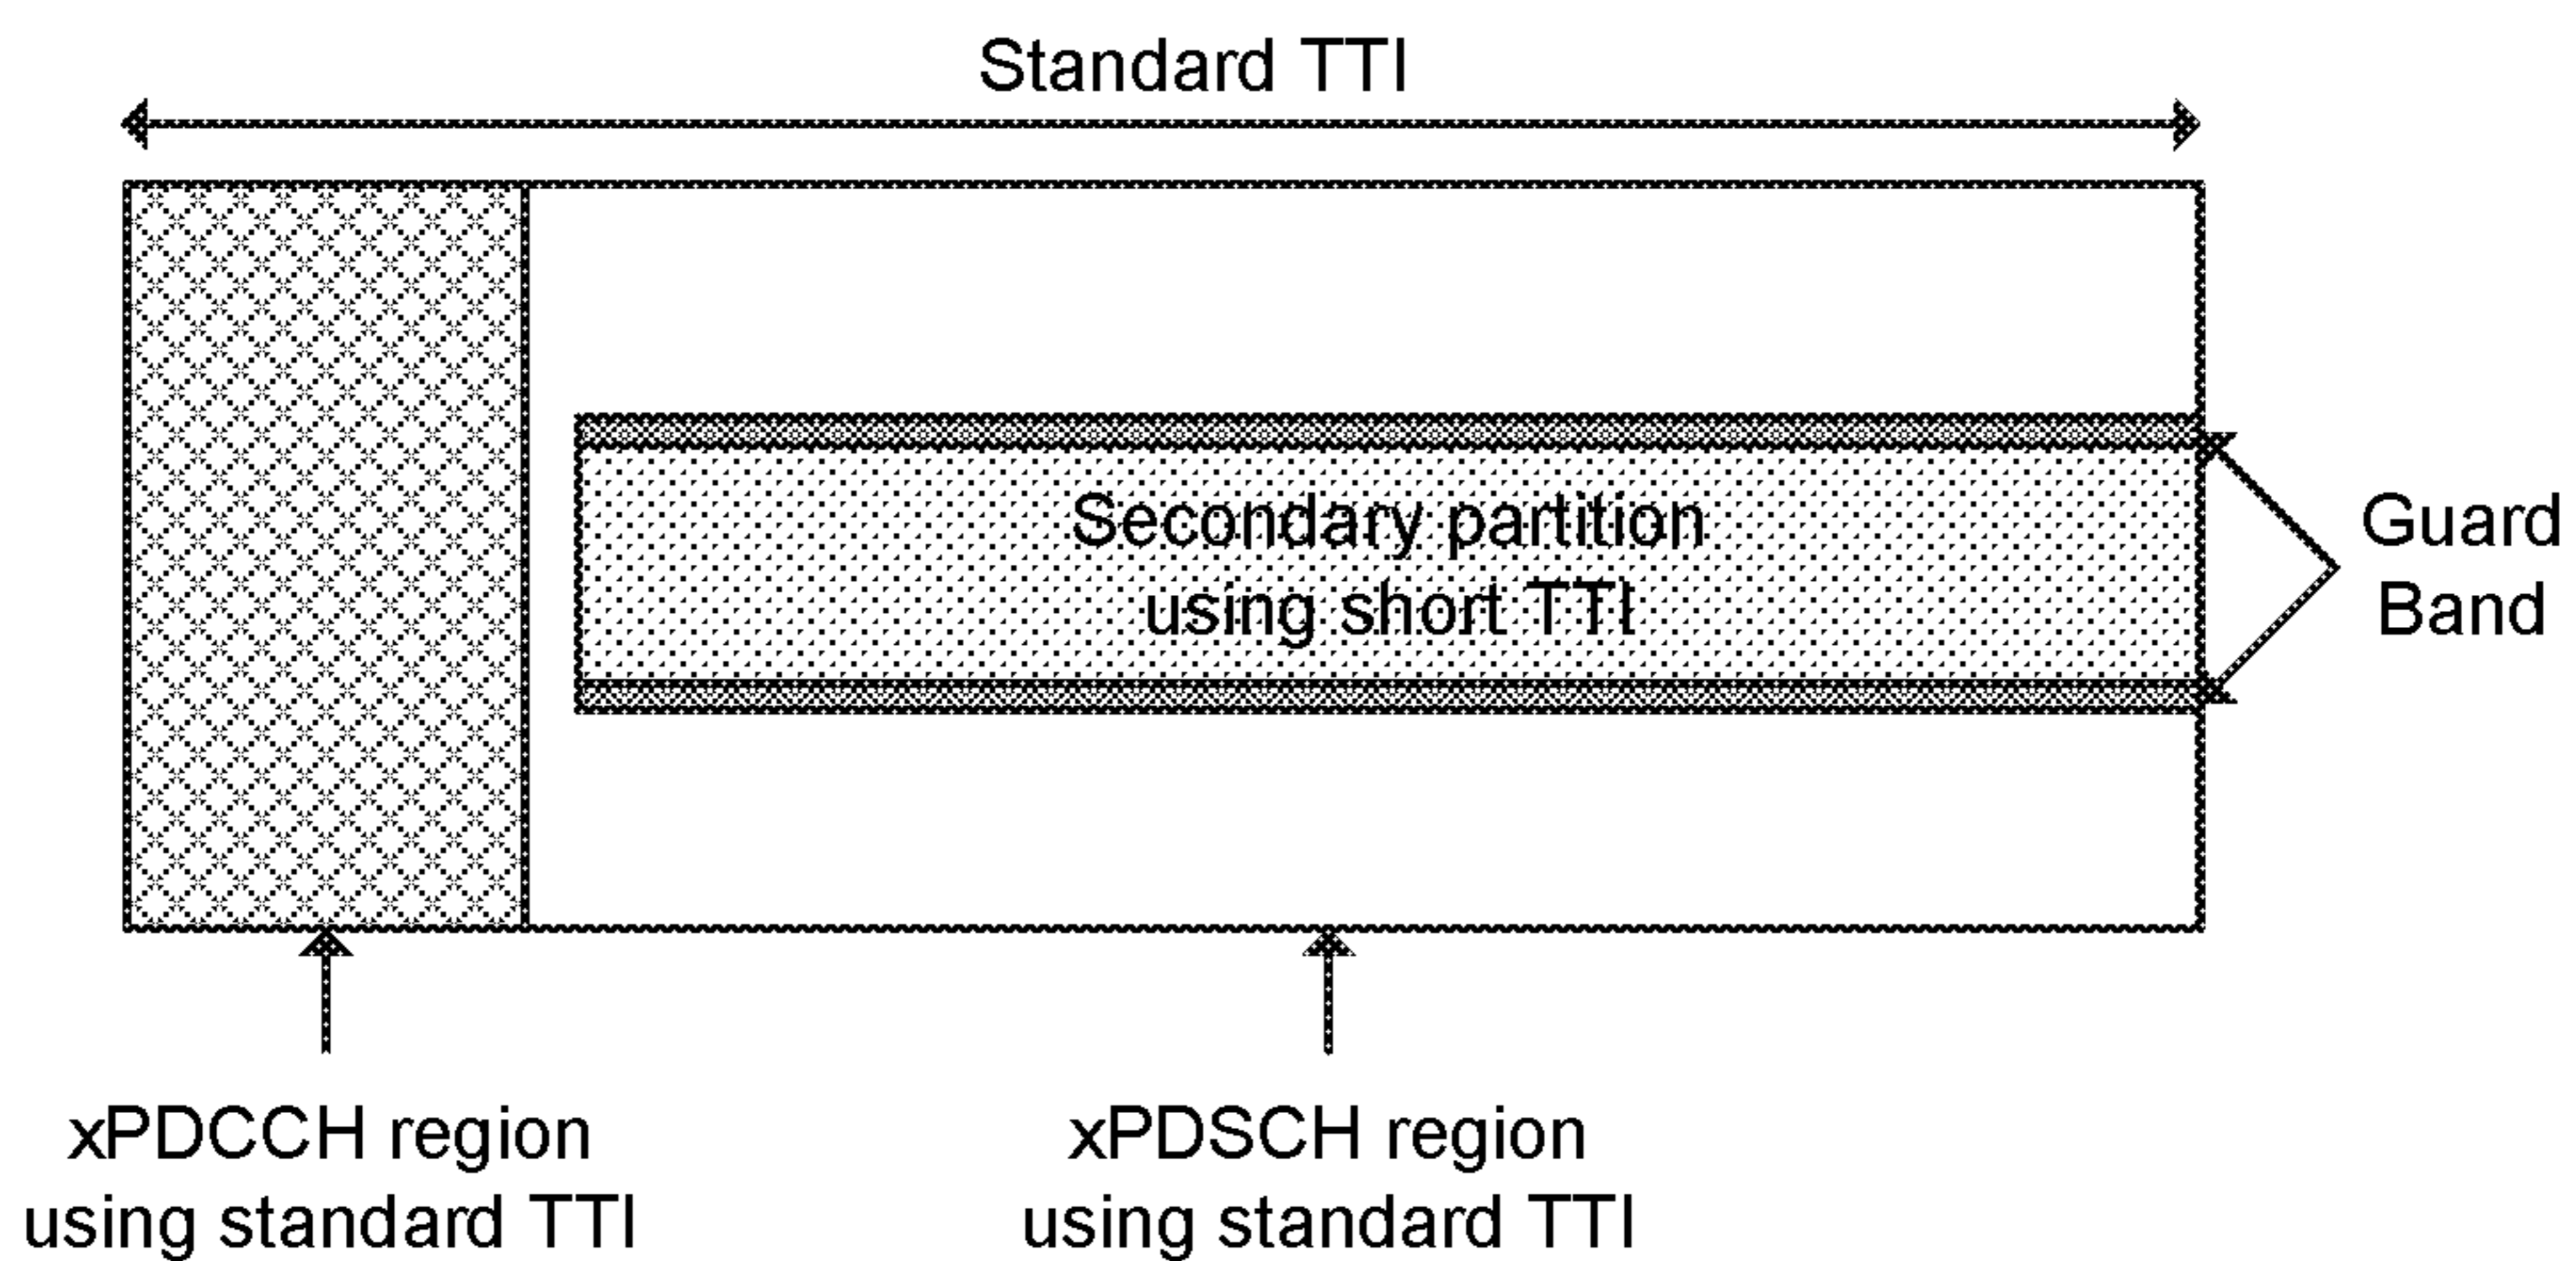 Standard TTI
Secondary partition
using short TTI
Guard
Band
xPDCCH region
using standard TTI
xPDSCH region
using standard TTI